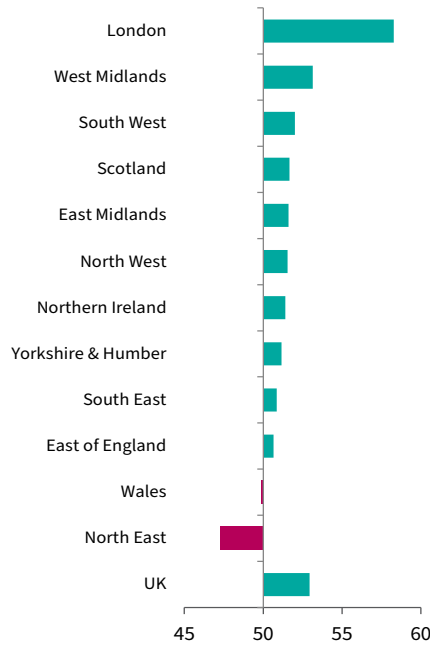 London
West Midlands
South West
Scotland
East Midlands
North West
Northern Ireland
Yorkshire & Humber
South East
East of England
Wales
North East
UK
45 50 55 60